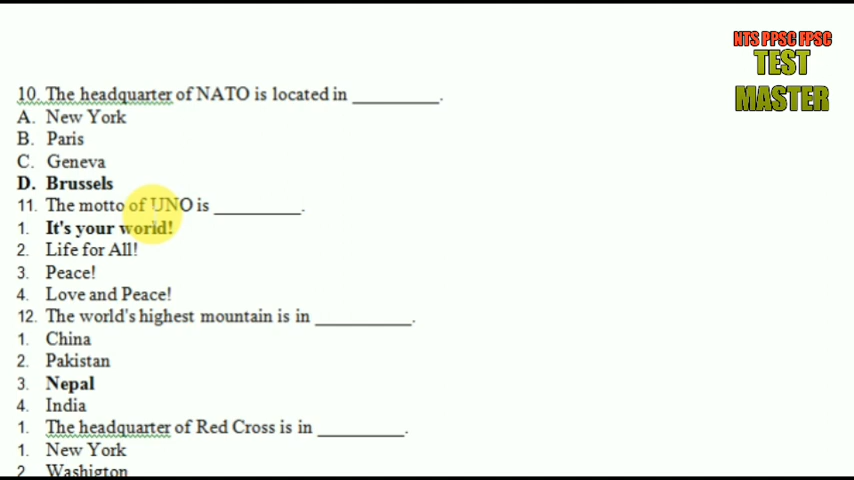 NTS PPSC FPSC
TEST
MASTER
10. The headquarter of NATO is located in __________.
A. New York
B. Paris
C. Geneva
D. Brussels
11. The motto of UNO is __________.
1. It's your world!
2. Life for All!
3. Peace!
4. Love and Peace!
12. The world's highest mountain is in ___________.
1. China
2. Pakistan
3. Nepal
4. India
1. The headquarter of Red Cross is in __________.
1. New York
2. Washigton